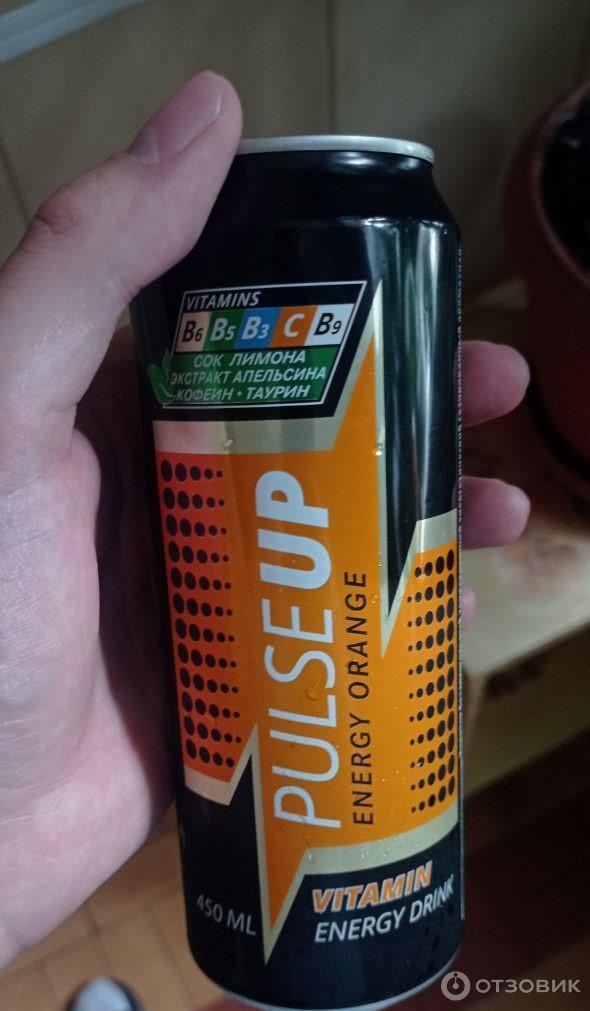 VITAMINS
B6 B5 B3 C B9
СОК ЛИМОНА
ЭКСТРАКТ АПЕЛЬСИНА
КОФЕИН • ТАУРИН
PULSE UP
ENERGY ORANGE
450 ML
VITAMIN
ENERGY DRINK
ОТЗОВИК